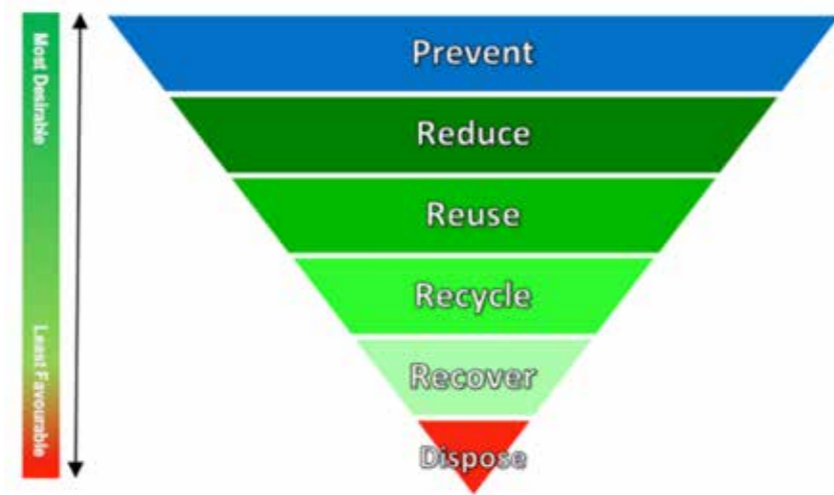 Most Desirable
Least Favourable
Prevent
Reduce
Reuse
Recycle
Recover
Dispose